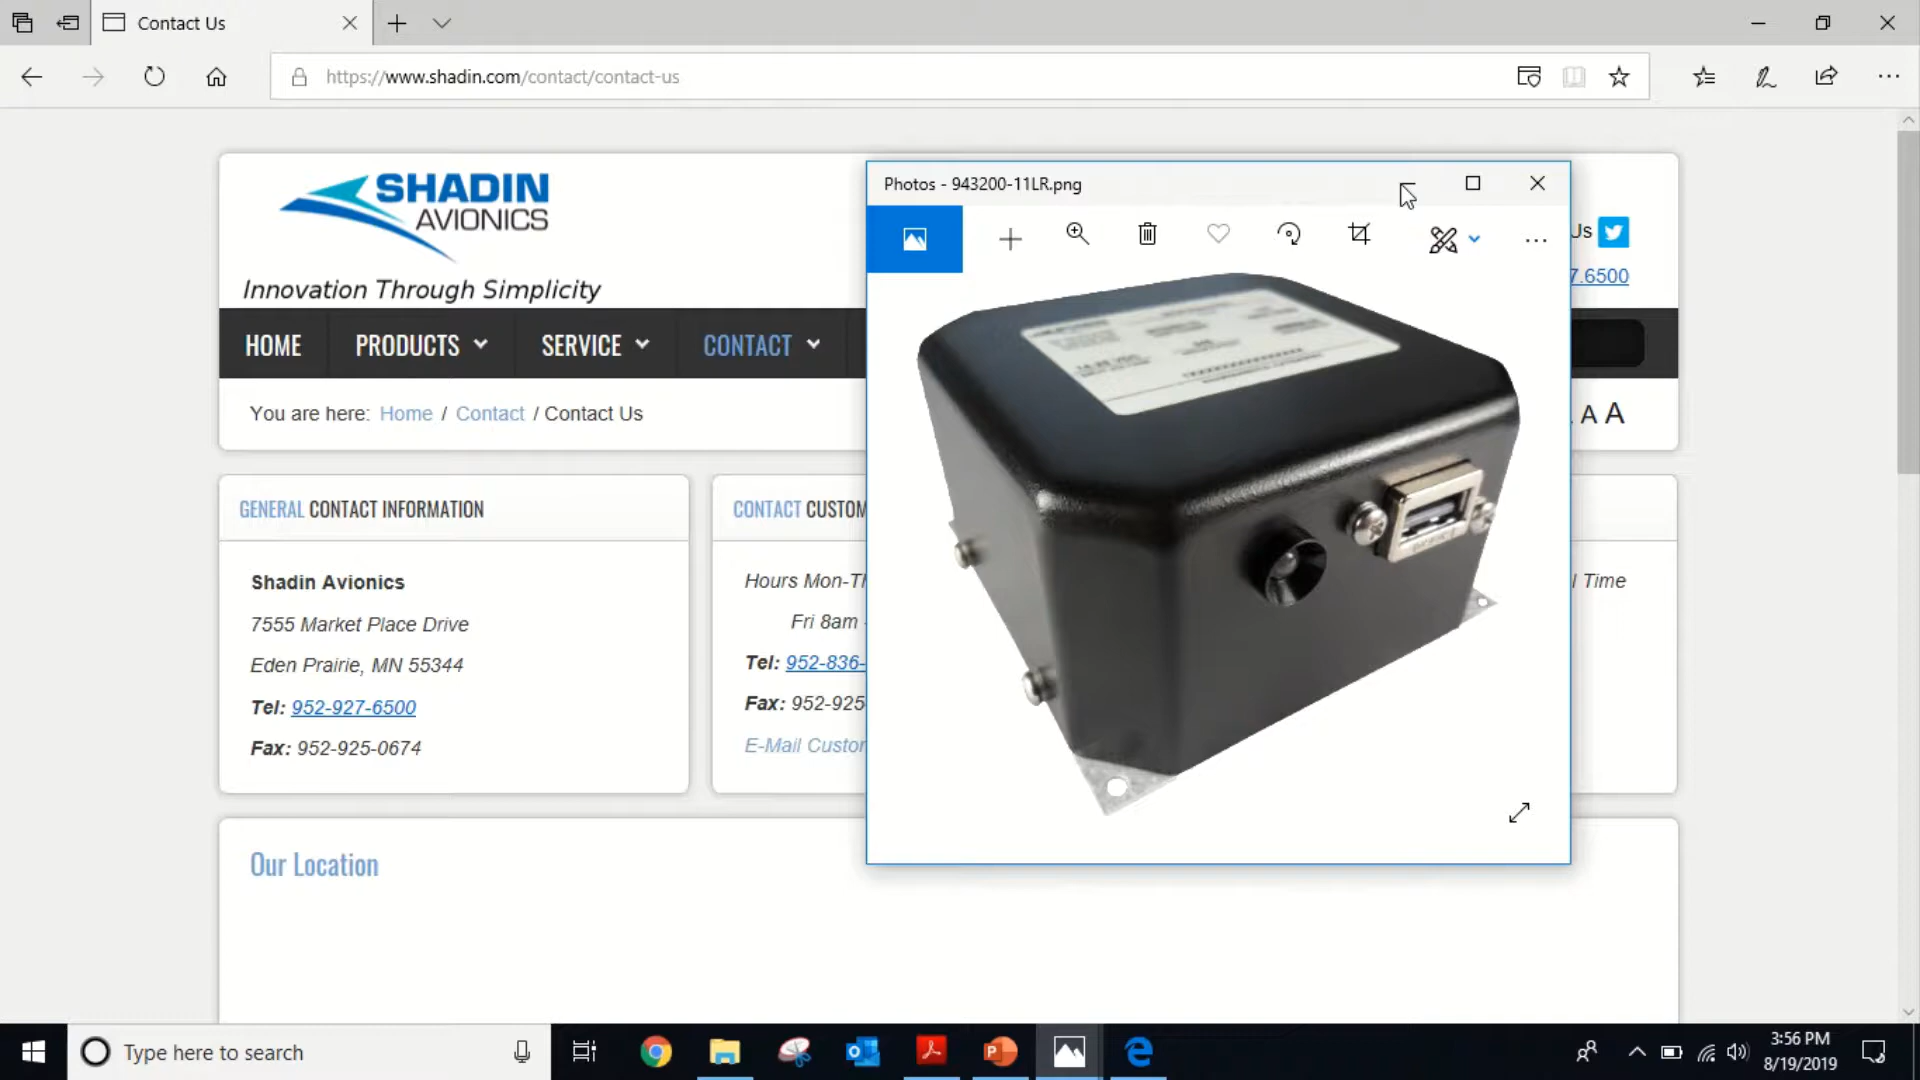 Contact Us
https://www.shadin.com/contact/contact-us
SHADIN
AVIONICS
Innovation Through Simplicity
Us
7.6500
HOME
PRODUCTS
SERVICE
CONTACT
You are here: Home / Contact / Contact Us
A A
Photos - 943200-11LR.png
GENERAL CONTACT INFORMATION
Shadin Avionics
7555 Market Place Drive
Eden Prairie, MN 55344
Tel: 952-927-6500
Fax: 952-925-0674
CONTACT CUSTOM
Hours Mon-Th
Fri 8am
Tel: 952-836-
Fax: 952-925
E-Mail Custor
l Time
Our Location
Type here to search
3:56 PM
8/19/2019